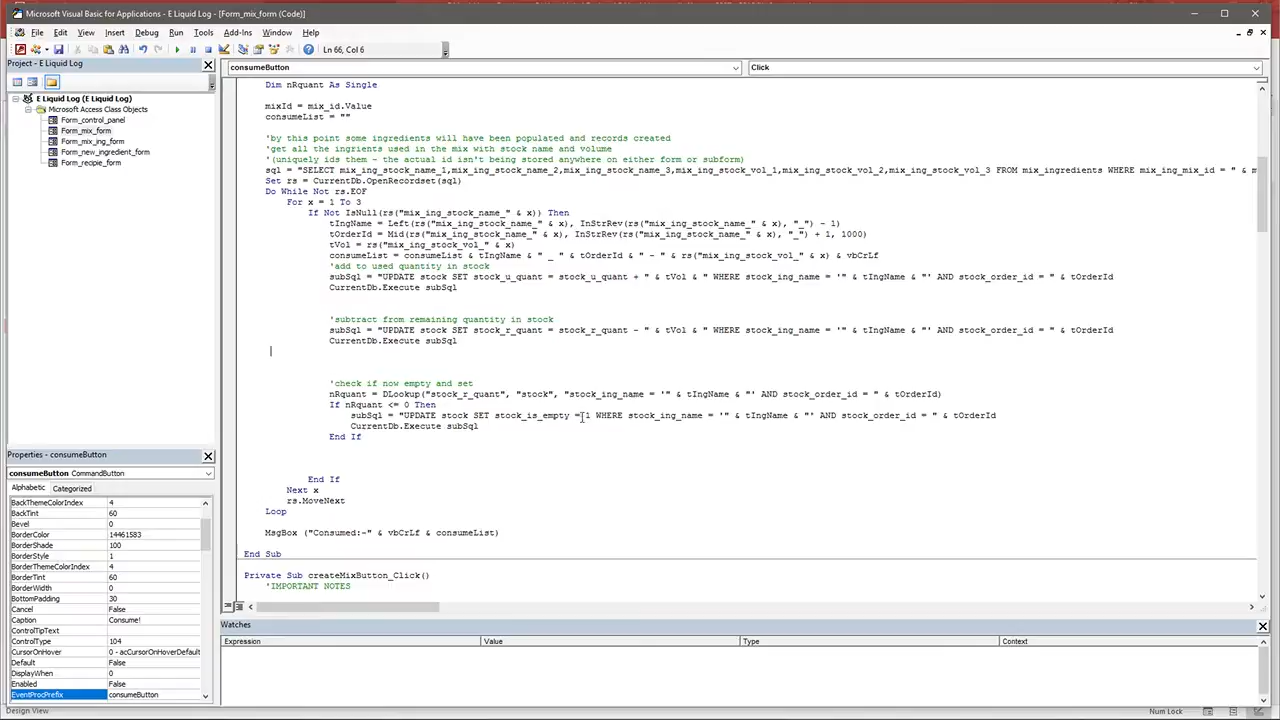 Microsoft Visual Basic for Applications - E Liquid Log - [Form_mix_form (Code)]
File Edit View Insert Debug Run Tools Add-Ins Window Help
Ln 66, Col 6
Project - E Liquid Log
consumeButton Click
E Liquid Log (E Liquid Log)
Microsoft Access Class Objects
Form_control_panel
Form_mix_form
Form_mix_ing_form
Form_new_ingredient_form
Form_recipie_form
Dim nRquant As Single
mixId = mix_id.Value
consumeList = ""
'by this point some ingredients will have been populated and records created
'get all the ingrients used in the mix with stock name and volume
'(uniquely ids them - the actual id isn't being stored anywhere on either form or subform)
sql = "SELECT mix_ing_stock_name_1,mix_ing_stock_name_2,mix_ing_stock_name_3,mix_ing_stock_vol_1,mix_ing_stock_vol_2,mix_ing_stock_vol_3 FROM mix_ingredients WHERE mix_ing_mix_id = " & m
Set rs = CurrentDb.OpenRecordset(sql)
Do While Not rs.EOF
For x = 1 To 3
If Not IsNull(rs("mix_ing_stock_name_" & x)) Then
tIngName = Left(rs("mix_ing_stock_name_" & x), InStrRev(rs("mix_ing_stock_name_" & x), "_") - 1)
tOrderId = Mid(rs("mix_ing_stock_name_" & x), InStrRev(rs("mix_ing_stock_name_" & x), "_") + 1, 1000)
tVol = rs("mix_ing_stock_vol_" & x)
consumeList = consumeList & tIngName & " _ " & tOrderId & " - " & rs("mix_ing_stock_vol_" & x) & vbCrLf
'add to used quantity in stock
subSql = "UPDATE stock SET stock_u_quant = stock_u_quant + " & tVol & " WHERE stock_ing_name = '" & tIngName & "' AND stock_order_id = " & tOrderId
CurrentDb.Execute subSql
'subtract from remaining quantity in stock
subSql = "UPDATE stock SET stock_r_quant = stock_r_quant - " & tVol & " WHERE stock_ing_name = '" & tIngName & "' AND stock_order_id = " & tOrderId
CurrentDb.Execute subSql
'check if now empty and set
nRquant = DLookup("stock_r_quant", "stock", "stock_ing_name = '" & tIngName & "' AND stock_order_id = " & tOrderId)
If nRquant <= 0 Then
subSql = "UPDATE stock SET stock_is_empty = 1 WHERE stock_ing_name = '" & tIngName & "' AND stock_order_id = " & tOrderId
CurrentDb.Execute subSql
End If
End If
Next x
rs.MoveNext
Loop
MsgBox ("Consumed:-" & vbCrLf & consumeList)
End Sub
Private Sub createMixButton_Click()
'IMPORTANT NOTES
Properties - consumeButton
consumeButton CommandButton
Alphabetic Categorized
BackThemeColorIndex 4
BackTint 60
Bevel 0
BorderColor 14461583
BorderShade 100
BorderStyle 1
BorderThemeColorIndex 4
BorderTint 60
BorderWidth 0
BottomPadding 30
Cancel False
Caption Consume!
ControlTipText
ControlType 104
CursorOnHover 0 - acCursorOnHoverDefault
Default False
DisplayWhen 0
Enabled False
EventProcPrefix consumeButton
Watches
Expression Value Type Context
Design View
Num Lock